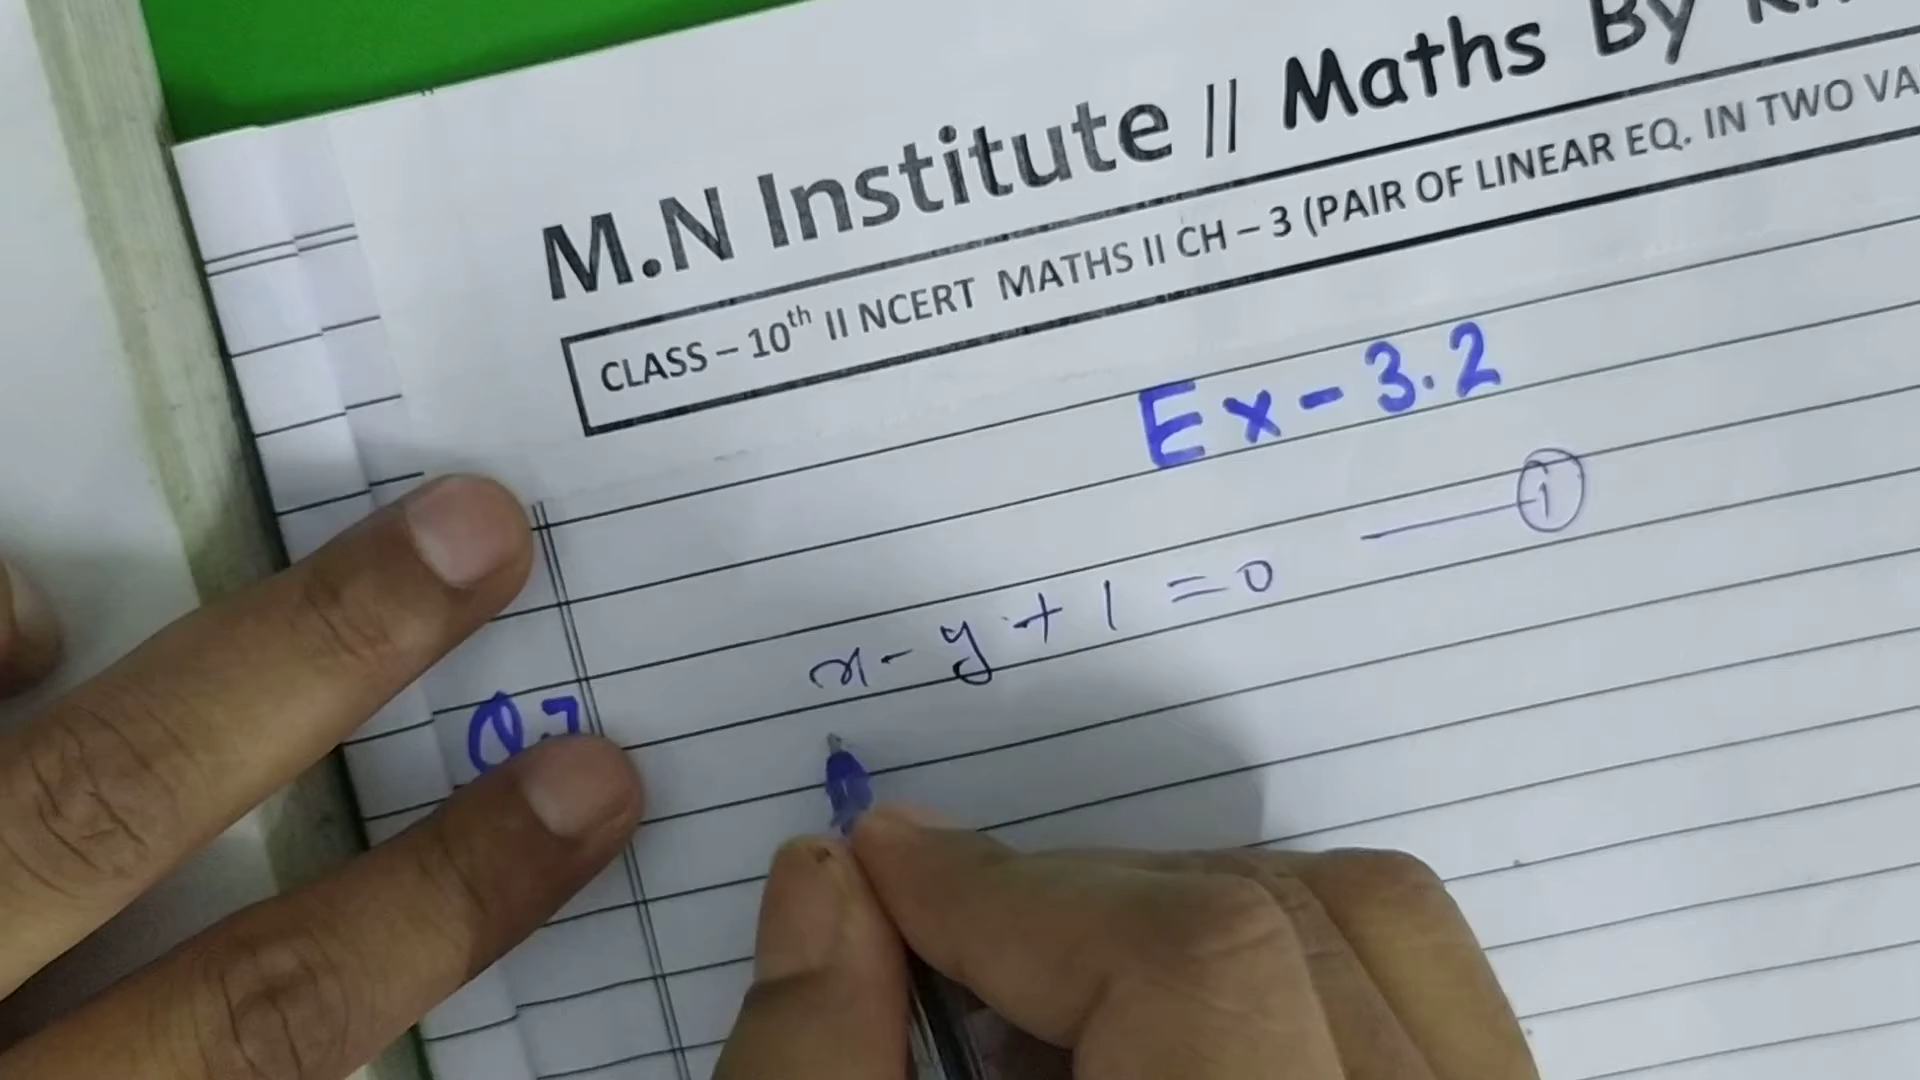 M.N Institute || Maths By
CLASS – 10th II NCERT MATHS II CH – 3 (PAIR OF LINEAR EQ. IN TWO
Ex - 3.2
x - y + 1 = 0 —— ①
Q.7